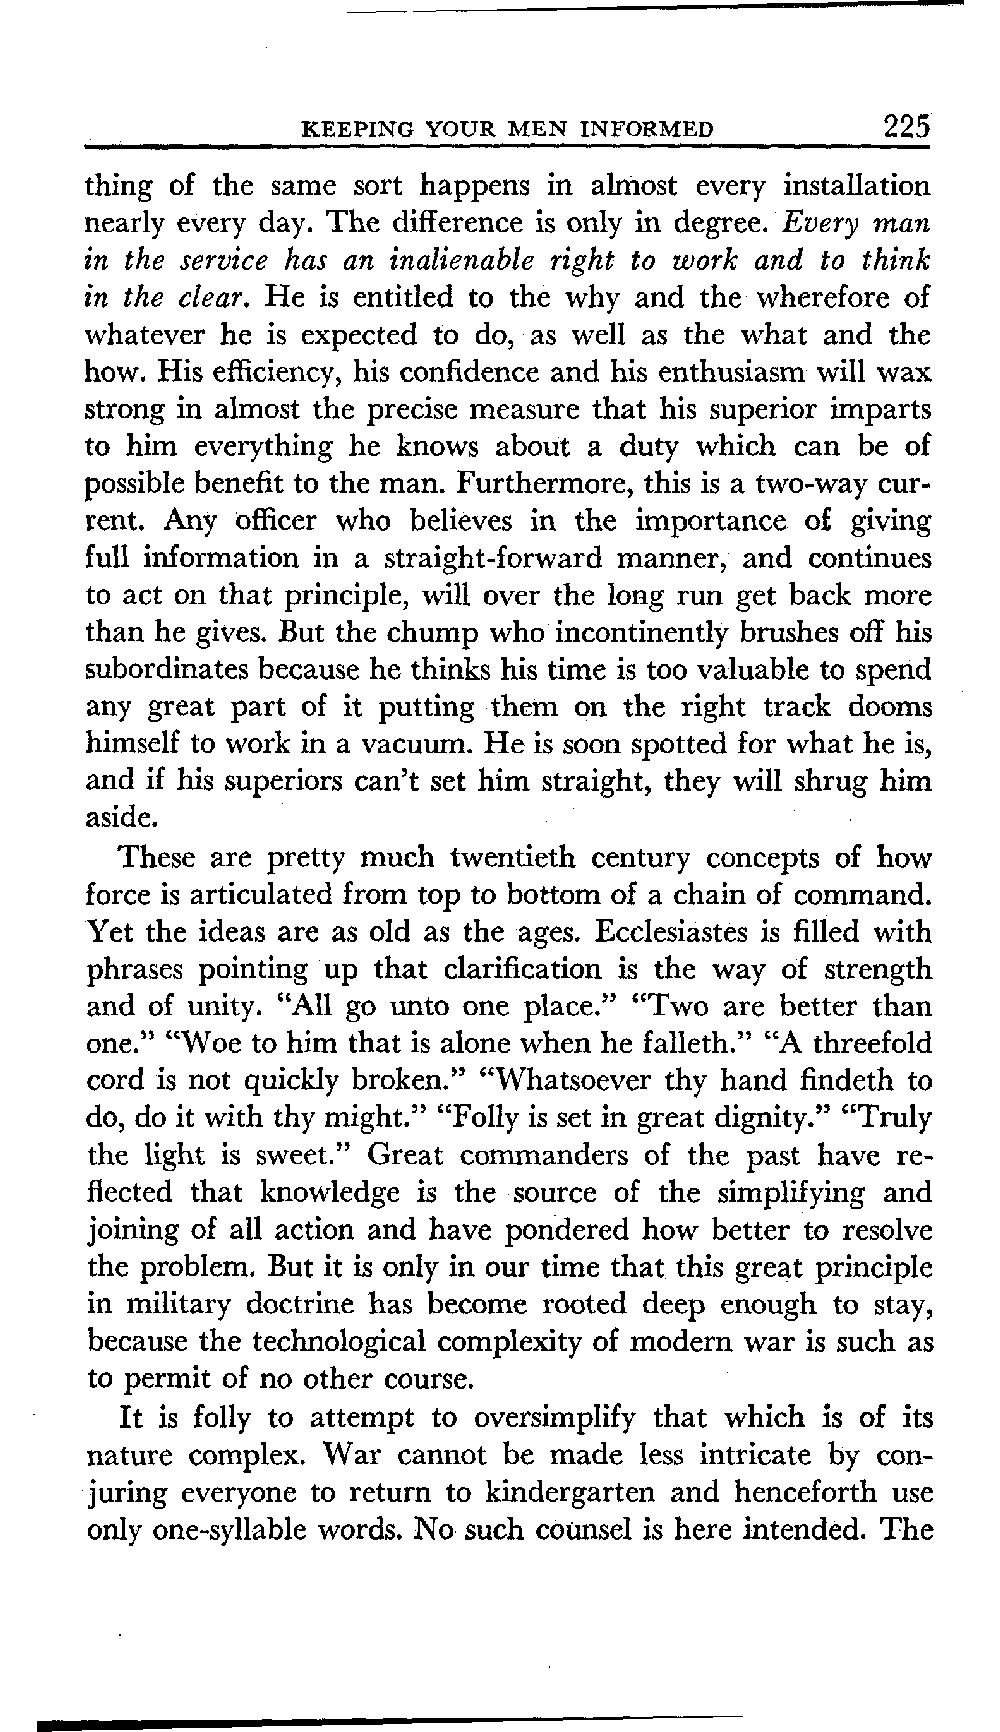 KEEPING YOUR MEN INFORMED 225
thing of the same sort happens in almost every installation
nearly every day. The difference is only in degree. Every man
in the service has an inalienable right to work and to think
in the clear. He is entitled to the why and the wherefore of
whatever he is expected to do, as well as the what and the
how. His efficiency, his confidence and his enthusiasm will wax
strong in almost the precise measure that his superior imparts
to him everything he knows about a duty which can be of
possible benefit to the man. Furthermore, this is a two-way cur-
rent. Any officer who believes in the importance of giving
full information in a straight-forward manner, and continues
to act on that principle, will over the long run get back more
than he gives. But the chump who incontinently brushes off his
subordinates because he thinks his time is too valuable to spend
any great part of it putting them on the right track dooms
himself to work in a vacuum. He is soon spotted for what he is,
and if his superiors can't set him straight, they will shrug him
aside.
These are pretty much twentieth century concepts of how
force is articulated from top to bottom of a chain of command.
Yet the ideas are as old as the ages. Ecclesiastes is filled with
phrases pointing up that clarification is the way of strength
and of unity. “All go unto one place.” “Two are better than
one.” “Woe to him that is alone when he falleth.” “A threefold
cord is not quickly broken.” “Whatsoever thy hand findeth to
do, do it with thy might.” “Folly is set in great dignity.” “Truly
the light is sweet.” Great commanders of the past have re-
flected that knowledge is the source of the simplifying and
joining of all action and have pondered how better to resolve
the problem. But it is only in our time that this great principle
in military doctrine has become rooted deep enough to stay,
because the technological complexity of modern war is such as
to permit of no other course.
It is folly to attempt to oversimplify that which is of its
nature complex. War cannot be made less intricate by con-
juring everyone to return to kindergarten and henceforth use
only one-syllable words. No such counsel is here intended. The